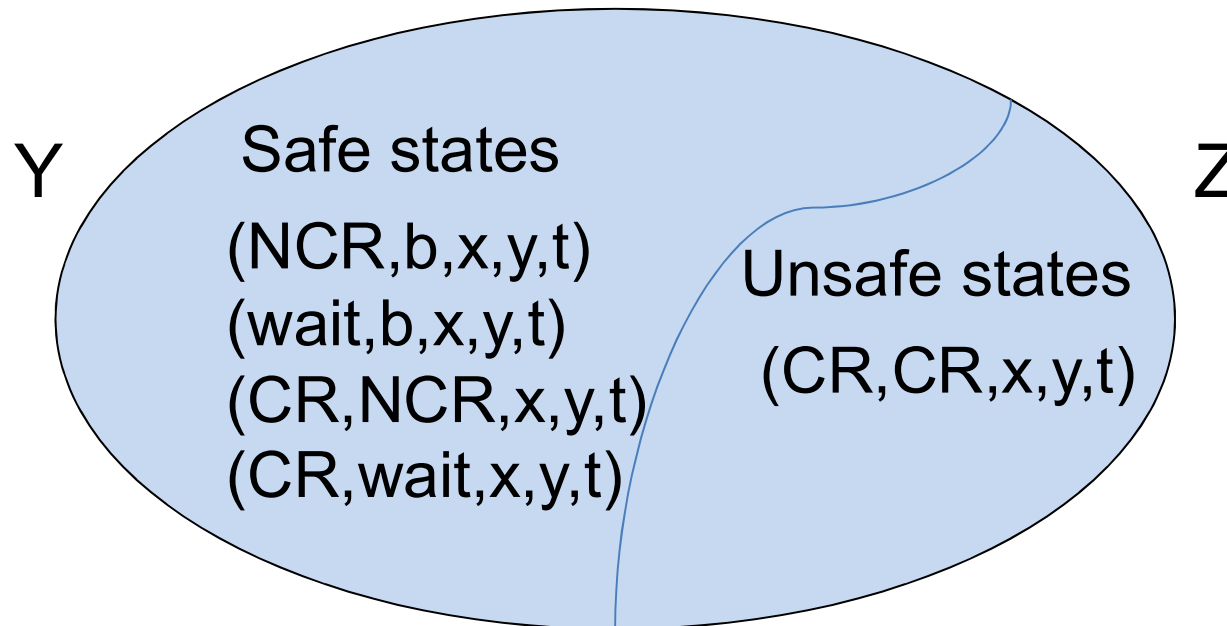 Y
Safe states
(NCR,b,x,y,t)
(wait,b,x,y,t)
(CR,NCR,x,y,t)
(CR,wait,x,y,t)
Z
Unsafe states
(CR,CR,x,y,t)